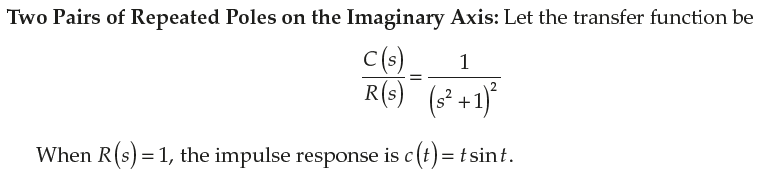 Two Pairs of Repeated Poles on the Imaginary Axis: Let the transfer function be
C(s)/R(s) = 1/(s² + 1)²
When R(s) = 1, the impulse response is c(t) = t sin t.